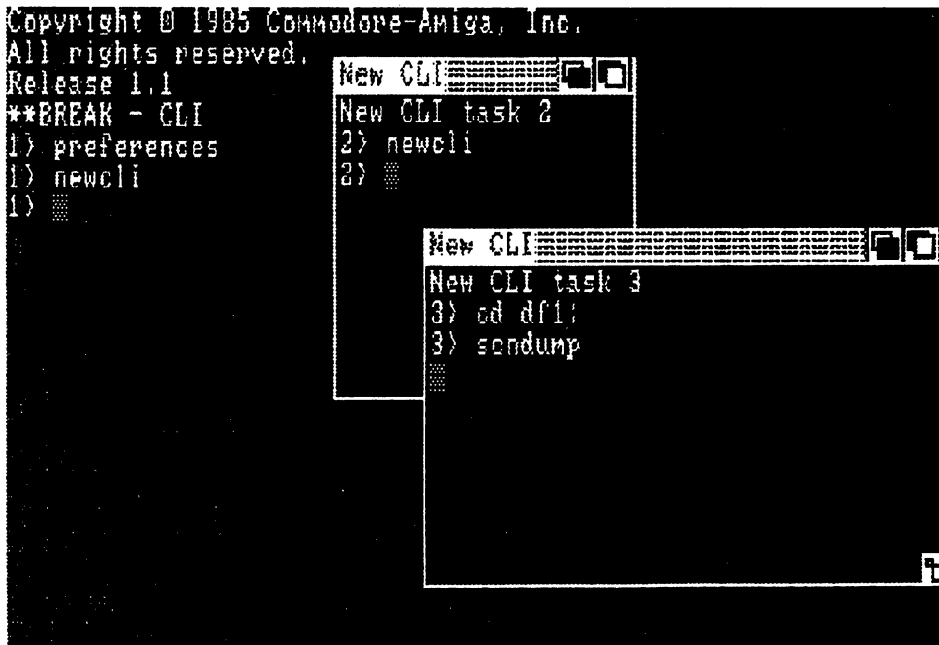 Copyright © 1985 Commodore-Amiga, Inc.
All rights reserved.
Release 1.1
**BREAK - CLI
1> preferences
1> newcli
1>
New CLI
New CLI task 2
2> newcli
2>
New CLI
New CLI task 3
3> cd df1:
3> scndump